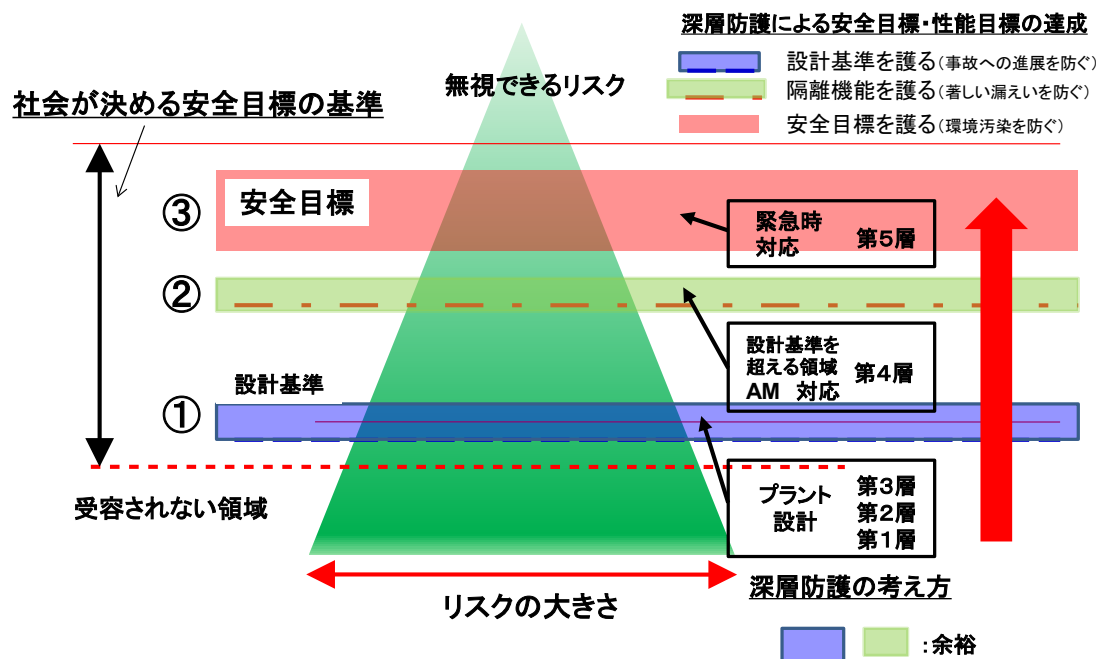 深層防護による安全目標・性能目標の達成
設計基準を護る(事故への進展を防ぐ)
隔離機能を護る(著しい漏えいを防ぐ)
安全目標を護る(環境汚染を防ぐ)
無視できるリスク
社会が決める安全目標の基準
③
安全目標
緊急時
対応
第5層
②
設計基準を
超える領域
AM 対応
第4層
設計基準
①
受容されない領域
プラント
設計
第3層
第2層
第1層
リスクの大きさ
深層防護の考え方
:余裕